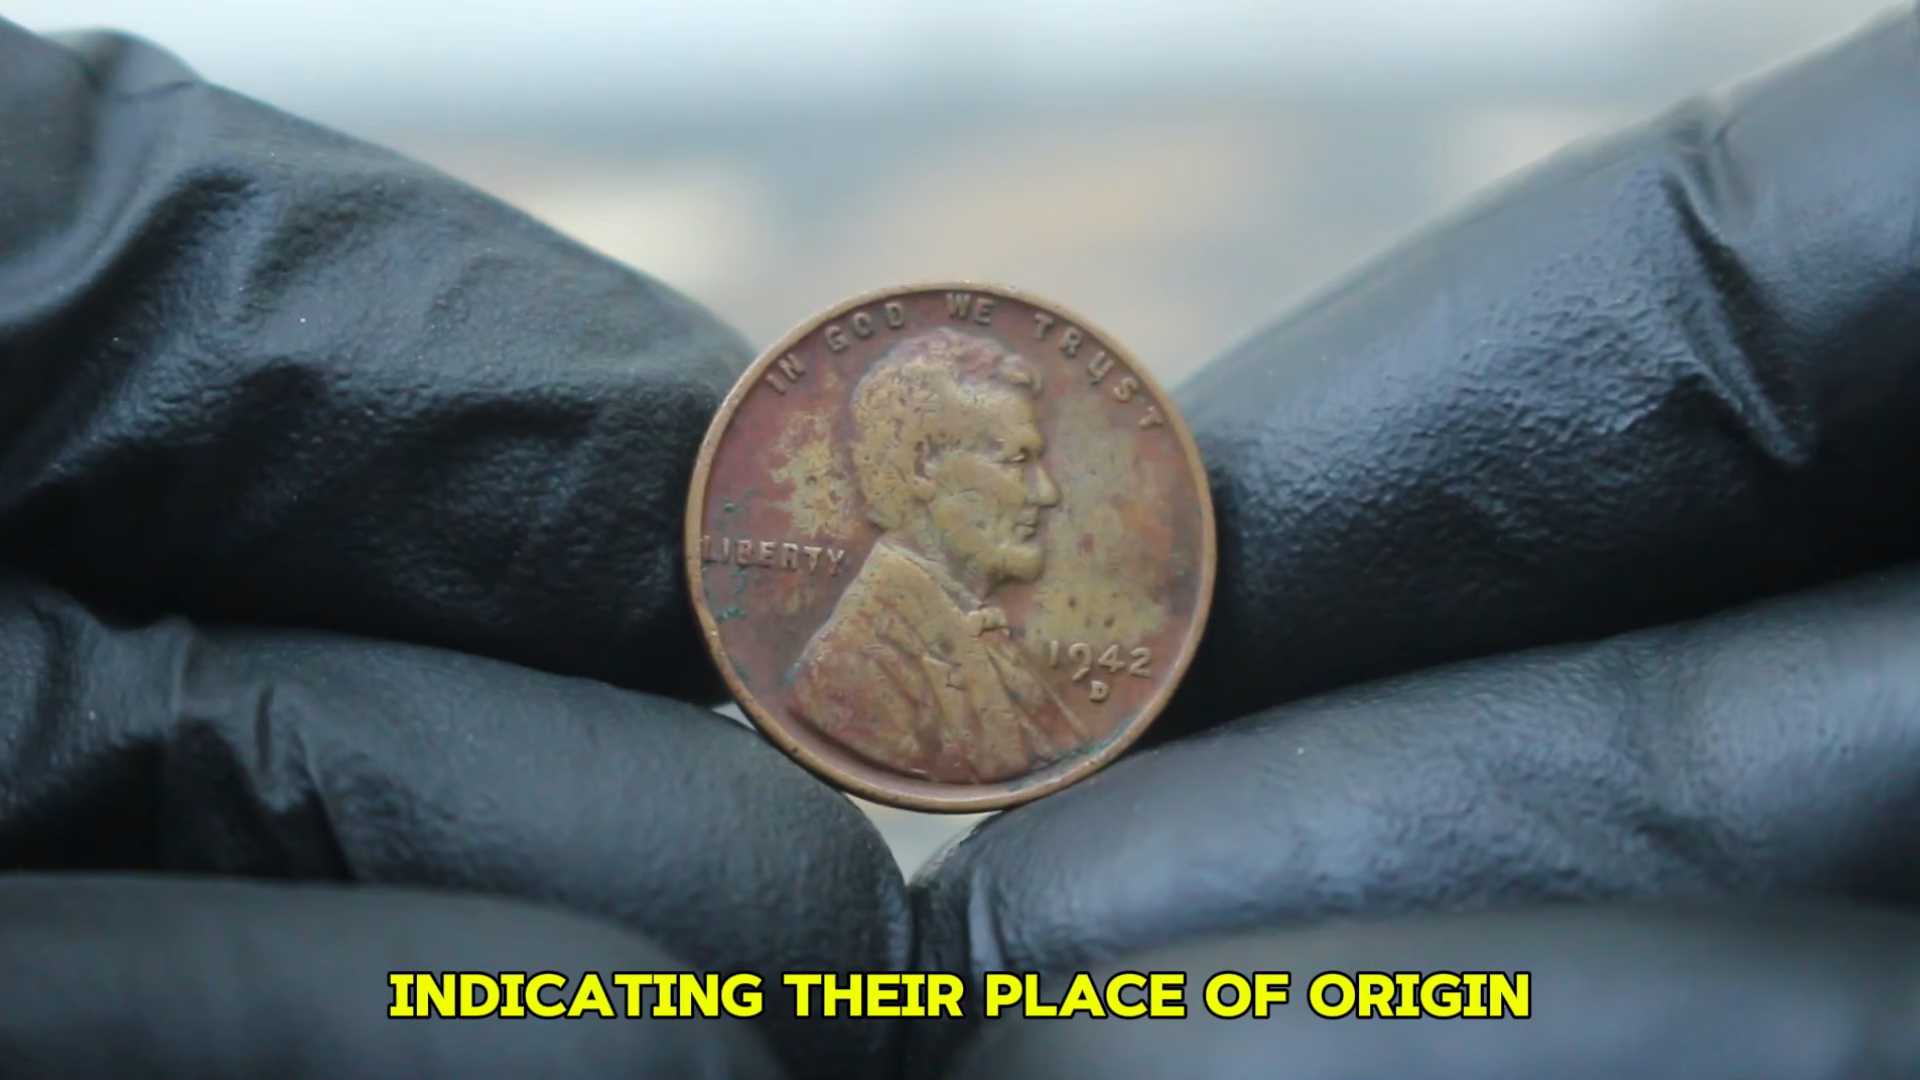 IN GOD WE TRUST
LIBERTY
1942
D
INDICATING THEIR PLACE OF ORIGIN